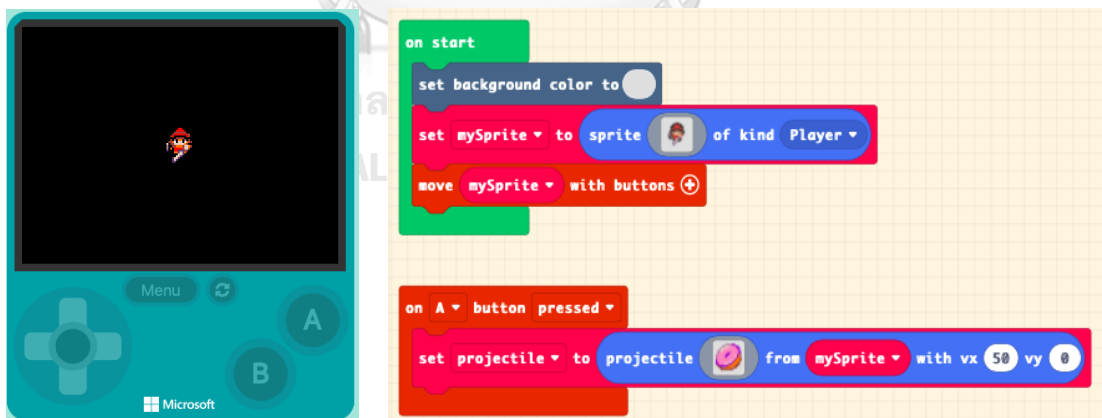 Menu
A
B
Microsoft
on start
set background color to
set mySprite to sprite of kind Player
move mySprite with buttons
on A button pressed
set projectile to projectile from mySprite with vx 50 vy 0